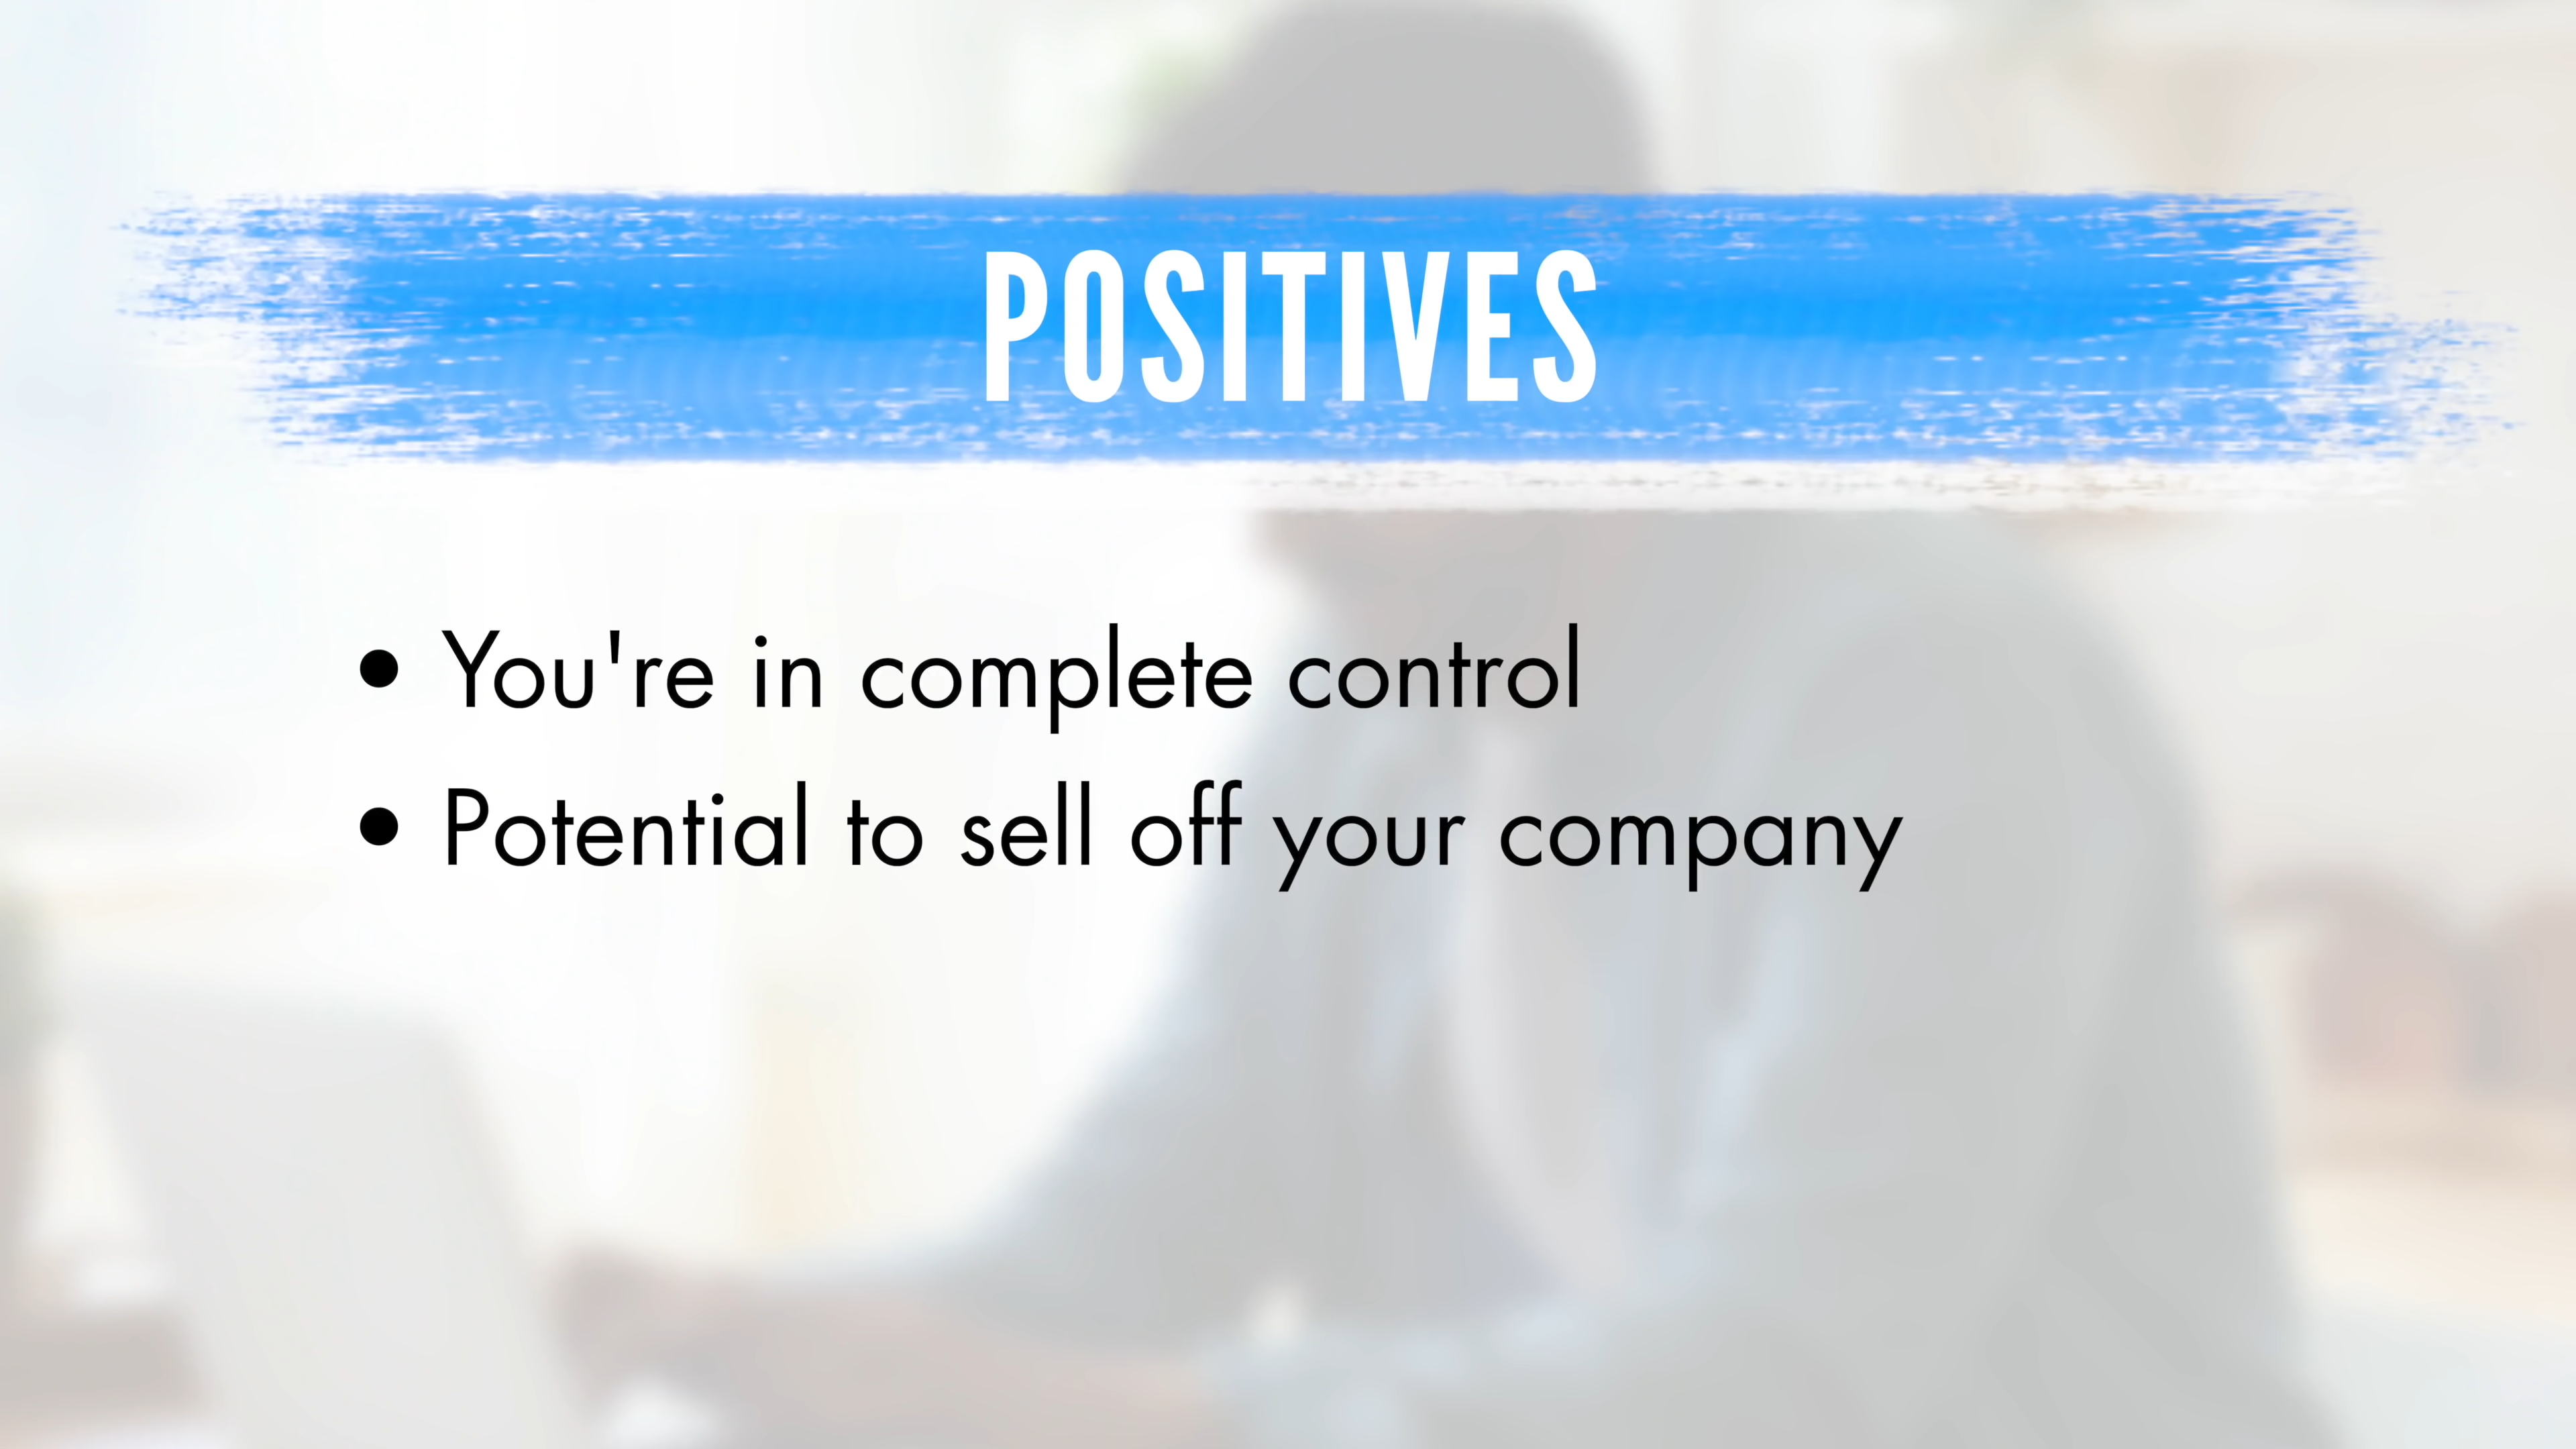 POSITIVES
• You're in complete control
• Potential to sell off your company